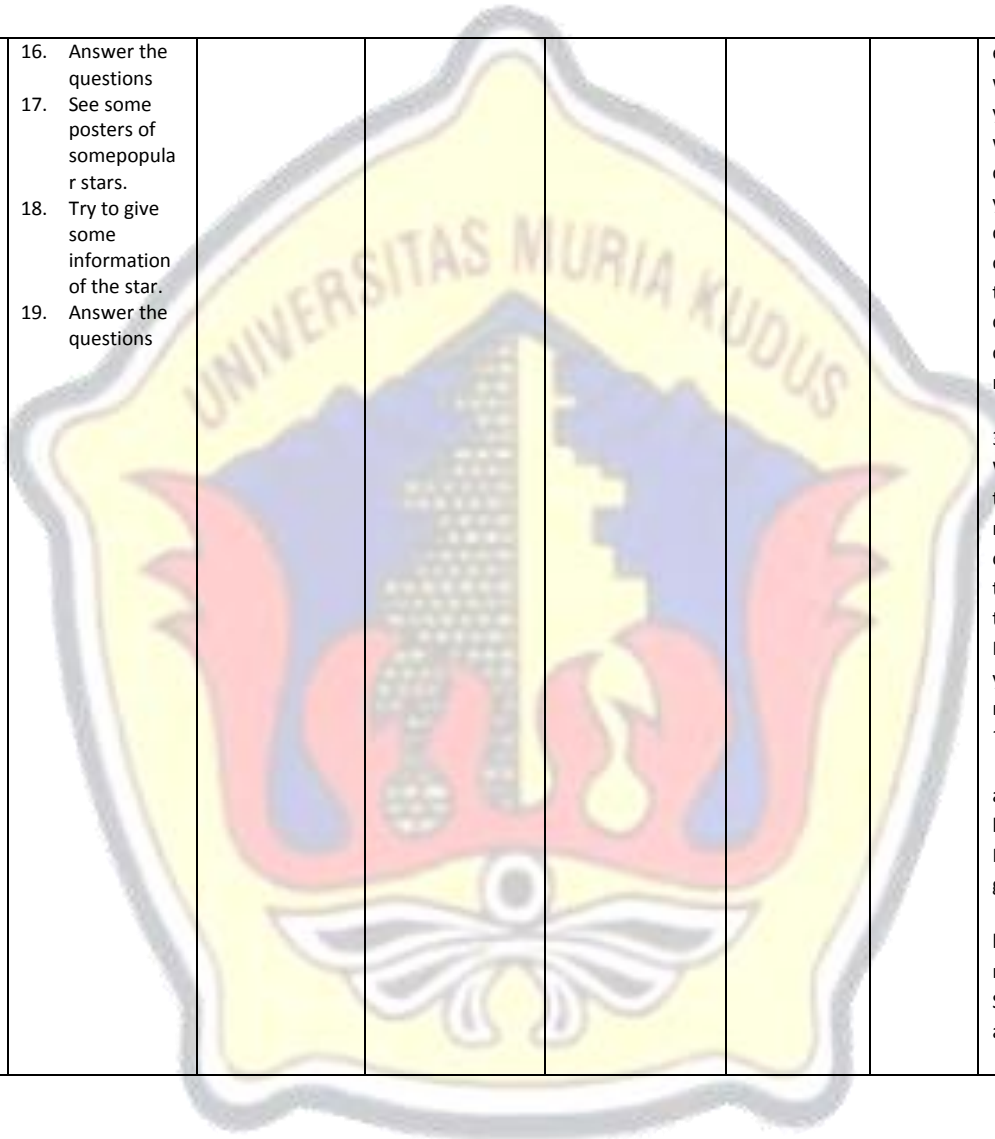 16. Answer the
questions
17. See some
posters of
somepopula
r stars.
18. Try to give
some
information
of the star.
19. Answer the
questions
UNIVERSITAS MURIA KUDUS